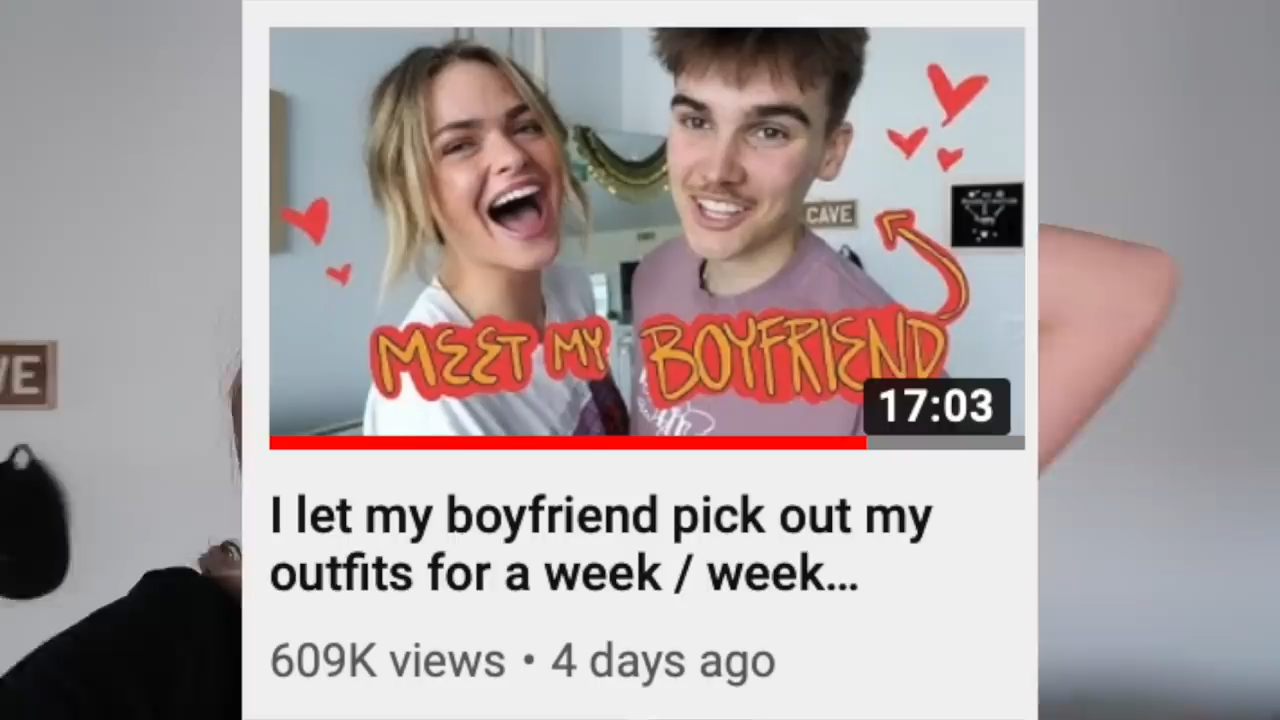 CAVE
MEET MY BOYFRIEND
17:03
VE
I let my boyfriend pick out my
outfits for a week / week...
609K views • 4 days ago